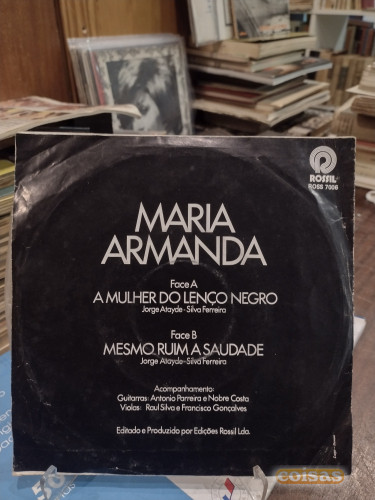 ROSSIL
ROSS 7006
MARIA
ARMANDA
Face A
A MULHER DO LENÇO NEGRO
Jorge Atayde-Silva Ferreira
Face B
MESMO RUIM A SAUDADE
Jorge Atayde-Silva Ferreira
Acompanhamento:
Guitarras: Antonio Parreira e Nobre Costa
Violas: Raul Silva e Francisco Gonçalves
Editado e Produzido por Edições Rossil Lda.
coisas